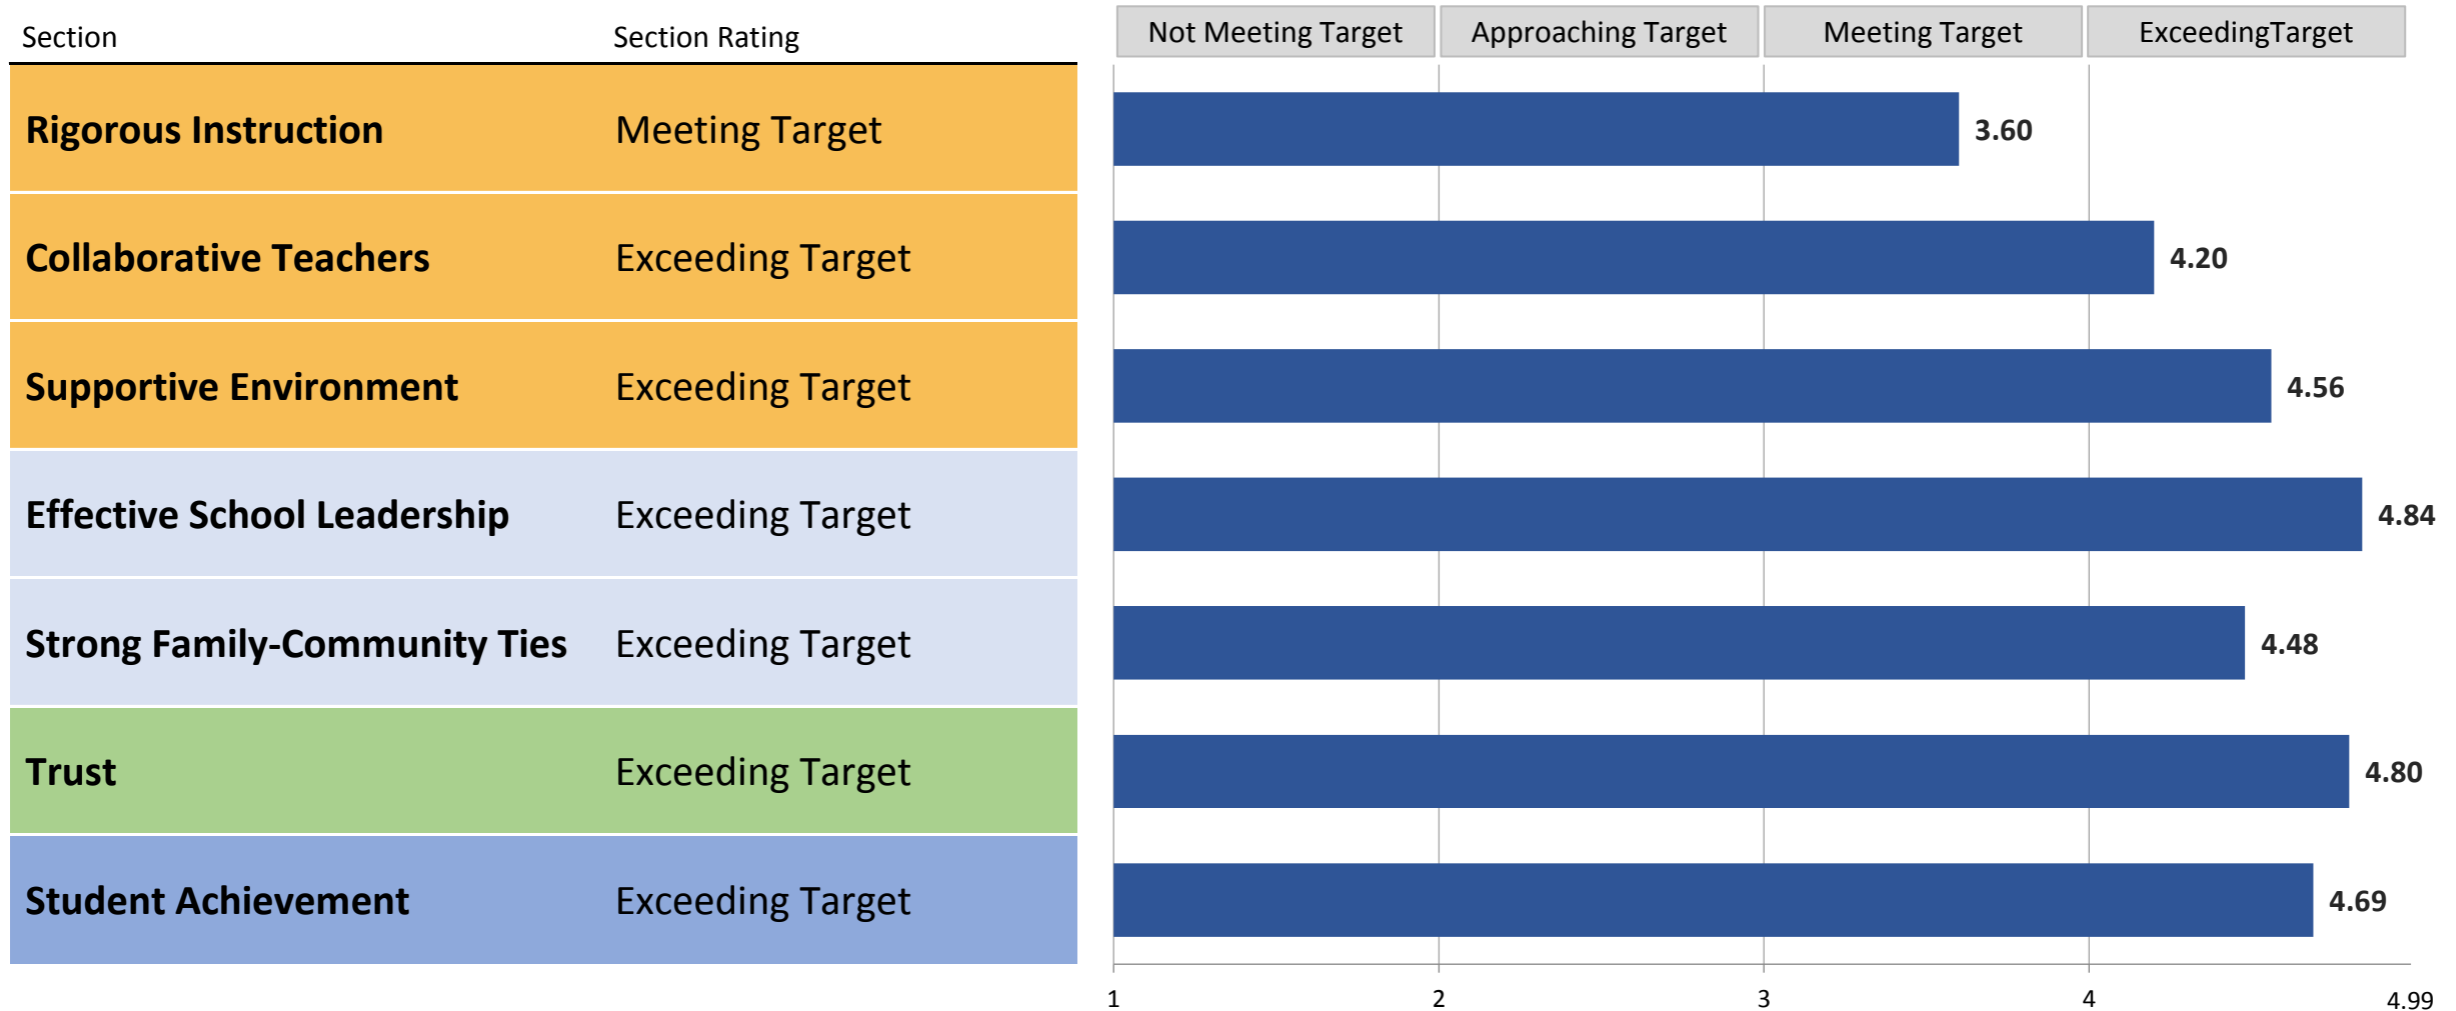 Section Section Rating Not Meeting Target Approaching Target Meeting Target ExceedingTarget
Rigorous Instruction Meeting Target 3.60
Collaborative Teachers Exceeding Target 4.20
Supportive Environment Exceeding Target 4.56
Effective School Leadership Exceeding Target 4.84
Strong Family-Community Ties Exceeding Target 4.48
Trust Exceeding Target 4.80
Student Achievement Exceeding Target 4.69
1 2 3 4 4.99